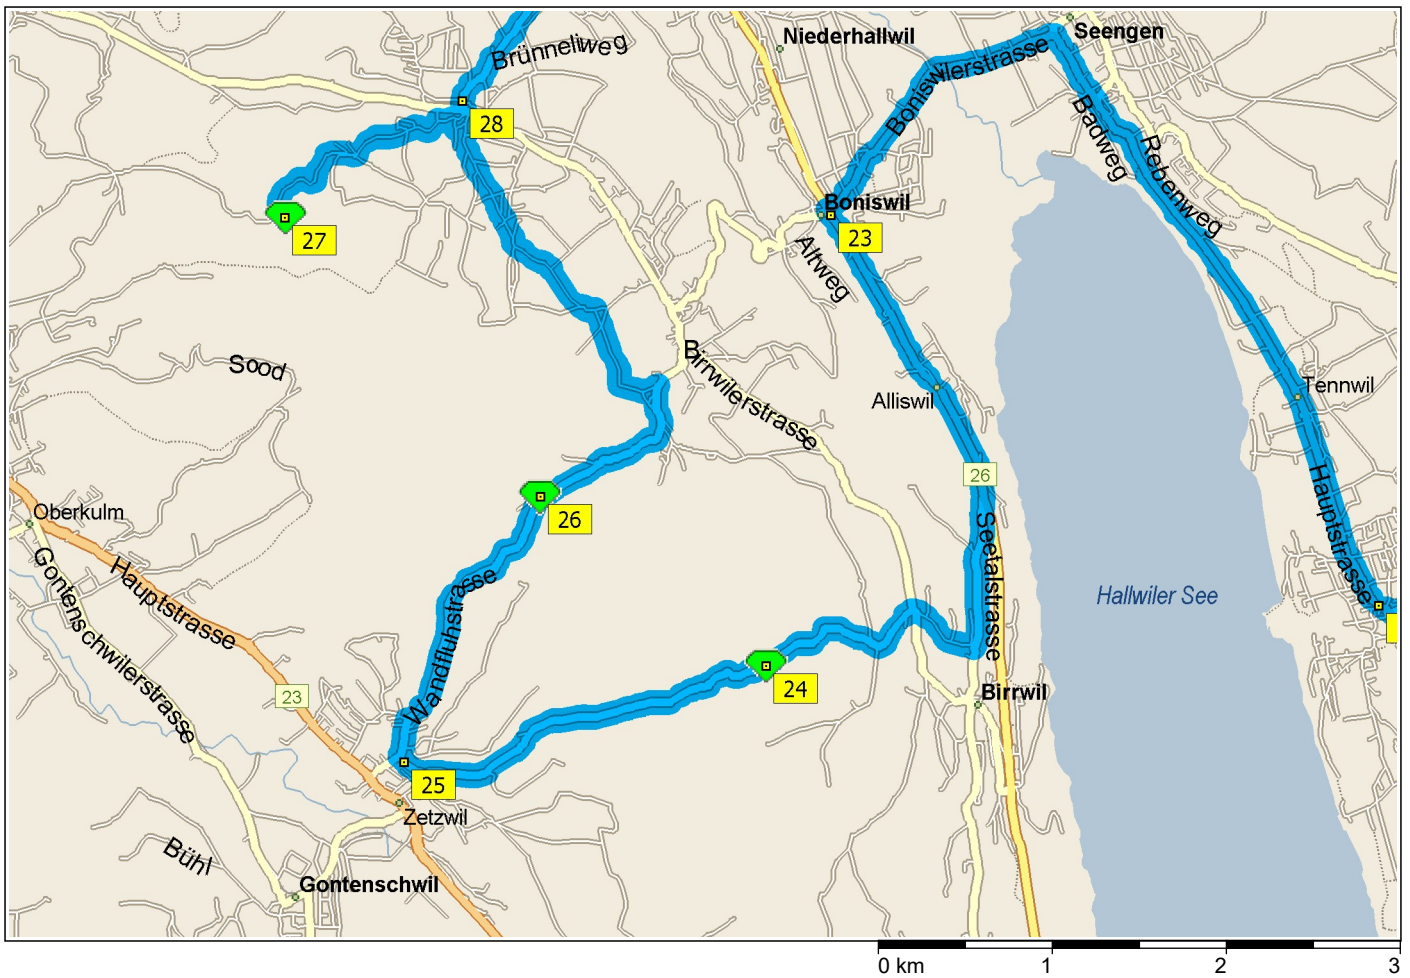 Seengen
Niederhallwil
Brünneliweg
Boniswilerstrasse
28
Badweg
Rebenweg
Boniswil
27
23
Altweg
Sood
Birrwilerstrasse
Tennwil
Alliswil
26
Oberkulm
26
Hauptstrasse
Seetalstrasse
Hauptstrasse
Hallwiler See
Gontenschwilerstrasse
Wandfluhstrasse
24
23
Birrwil
25
Zetzwil
Bühl
Gontenschwil
0 km 1 2 3